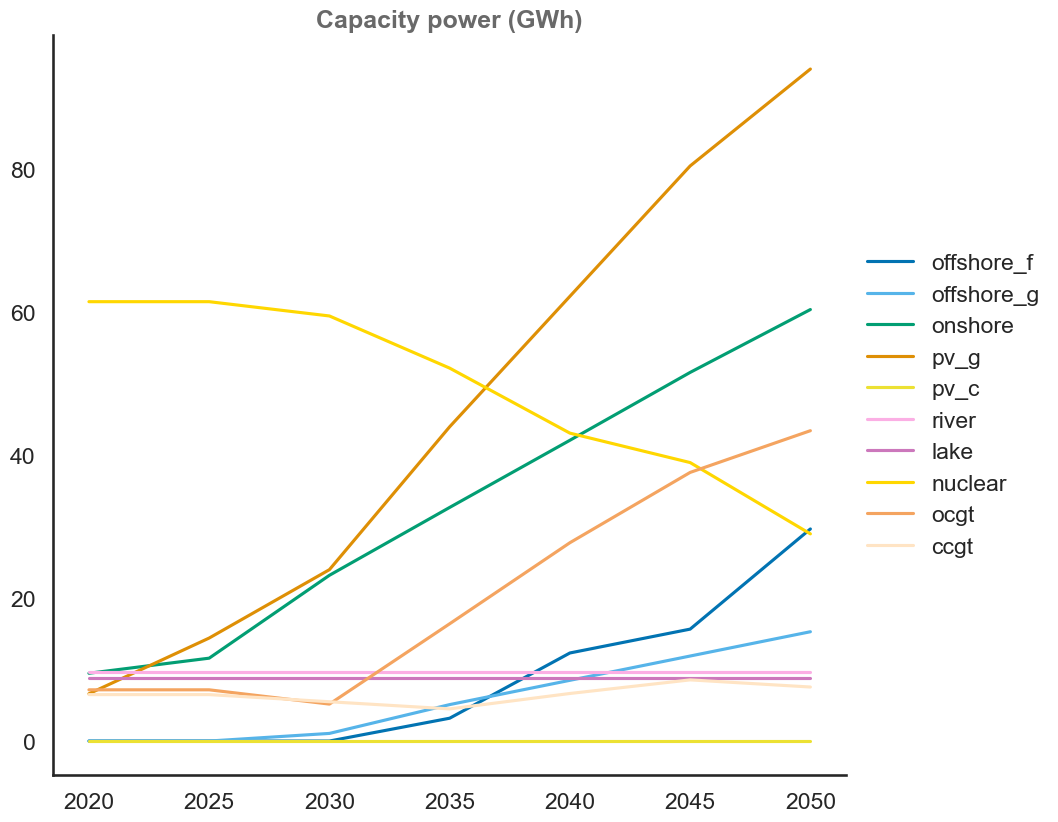 Capacity power (GWh)
80
60
40
20
0
2020 2025 2030 2035 2040 2045 2050
offshore_f
offshore_g
onshore
pv_g
pv_c
river
lake
nuclear
ocgt
ccgt